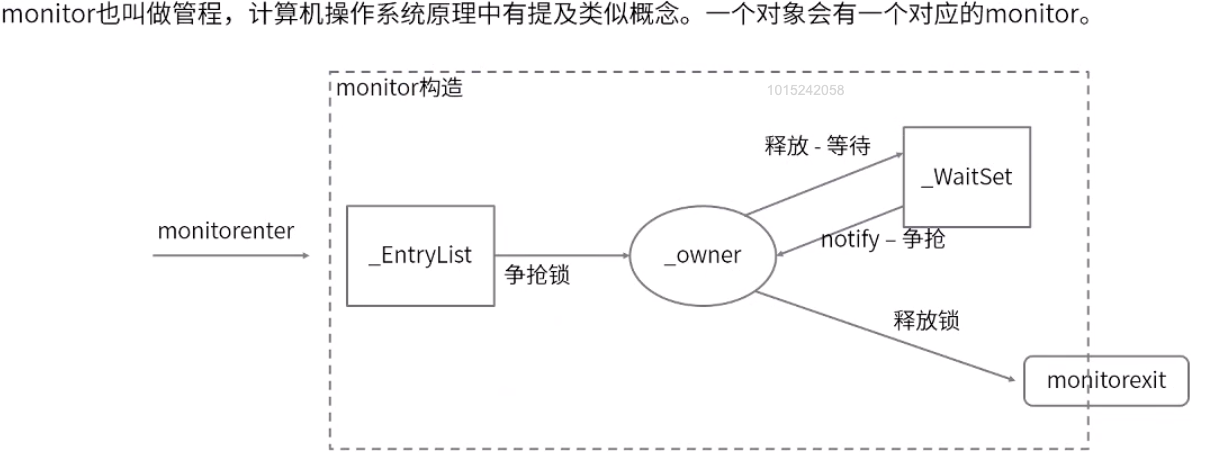 monitor也叫做管程，计算机操作系统原理中有提及类似概念。一个对象会有一个对应的monitor。
monitor构造
1015242058
释放 - 等待
_WaitSet
monitorenter
_EntryList
_owner
notify – 争抢
争抢锁
释放锁
monitorexit